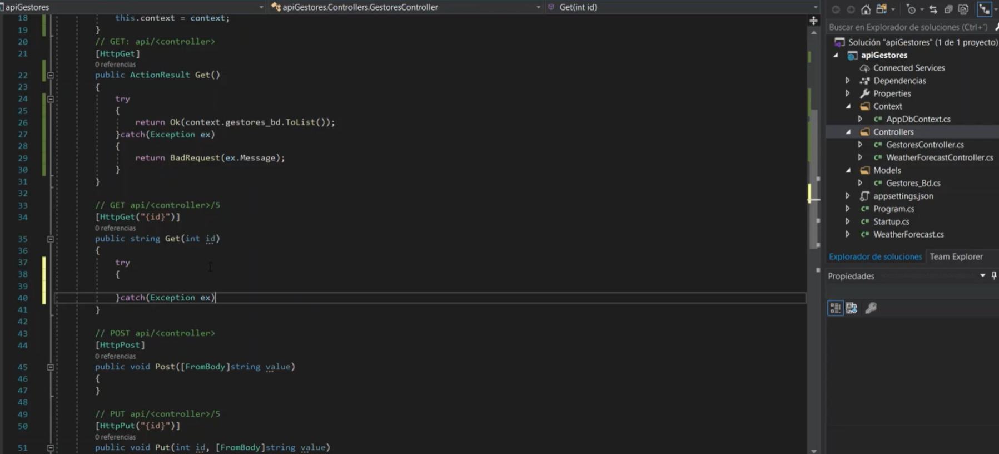 apiGestores
apiGestores.Controllers.GestoresController
Get(int id)
18 this.context = context;
19 }
20 // GET: api/<controller>
21 [HttpGet]
0 referencias
22 public ActionResult Get()
23 {
24 try
25 {
26 return Ok(context.gestores_bd.ToList());
27 }catch(Exception ex)
28 {
29 return BadRequest(ex.Message);
30 }
31 }
32
33 // GET api/<controller>/5
34 [HttpGet("{id}")]
0 referencias
35 public string Get(int id)
36 {
37 try
38 {
39
40 }catch(Exception ex)
41 }
42
43 // POST api/<controller>
44 [HttpPost]
0 referencias
45 public void Post([FromBody]string value)
46 {
47 }
48
49 // PUT api/<controller>/5
50 [HttpPut("{id}")]
0 referencias
51 public void Put(int id, [FromBody]string value)
Buscar en Explorador de soluciones (Ctrl+¨)
Solución "apiGestores" (1 de 1 proyecto)
apiGestores
Connected Services
Dependencias
Properties
Context
C# AppDbContext.cs
Controllers
C# GestoresController.cs
C# WeatherForecastController.cs
Models
C# Gestores_Bd.cs
appsettings.json
C# Program.cs
C# Startup.cs
C# WeatherForecast.cs
Explorador de soluciones Team Explorer
Propiedades